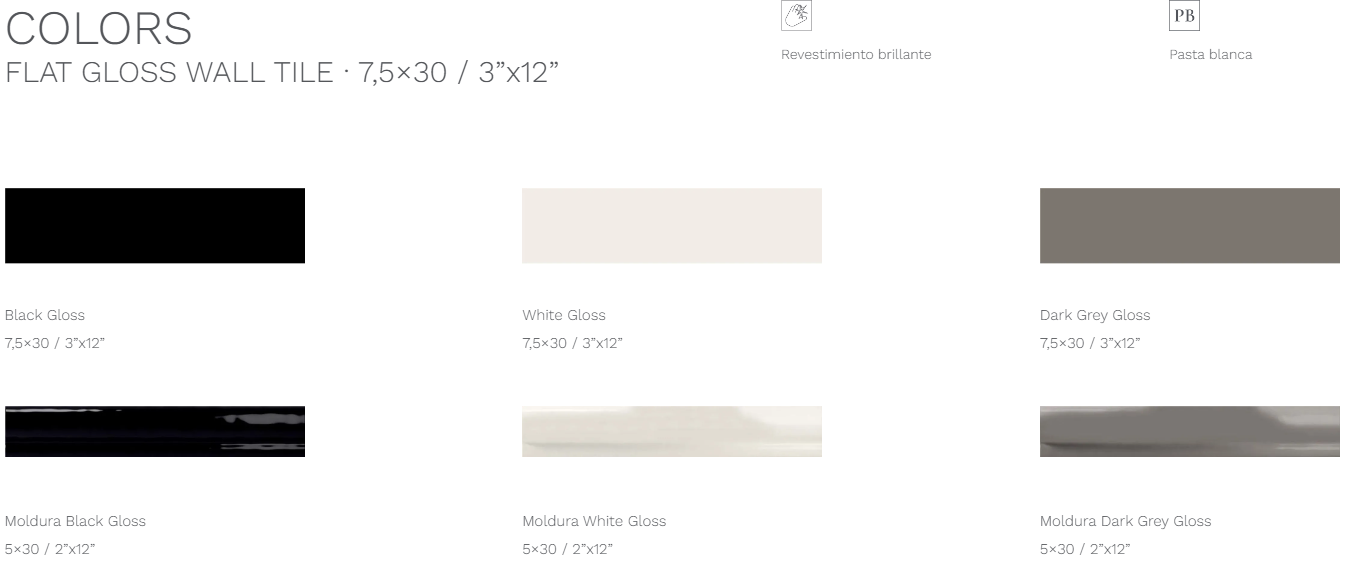 COLORS
FLAT GLOSS WALL TILE · 7,5×30 / 3”x12”
Revestimiento brillante
PB
Pasta blanca
Black Gloss
7,5×30 / 3”x12”
White Gloss
7,5×30 / 3”x12”
Dark Grey Gloss
7,5×30 / 3”x12”
Moldura Black Gloss
5×30 / 2”x12”
Moldura White Gloss
5×30 / 2”x12”
Moldura Dark Grey Gloss
5×30 / 2”x12”